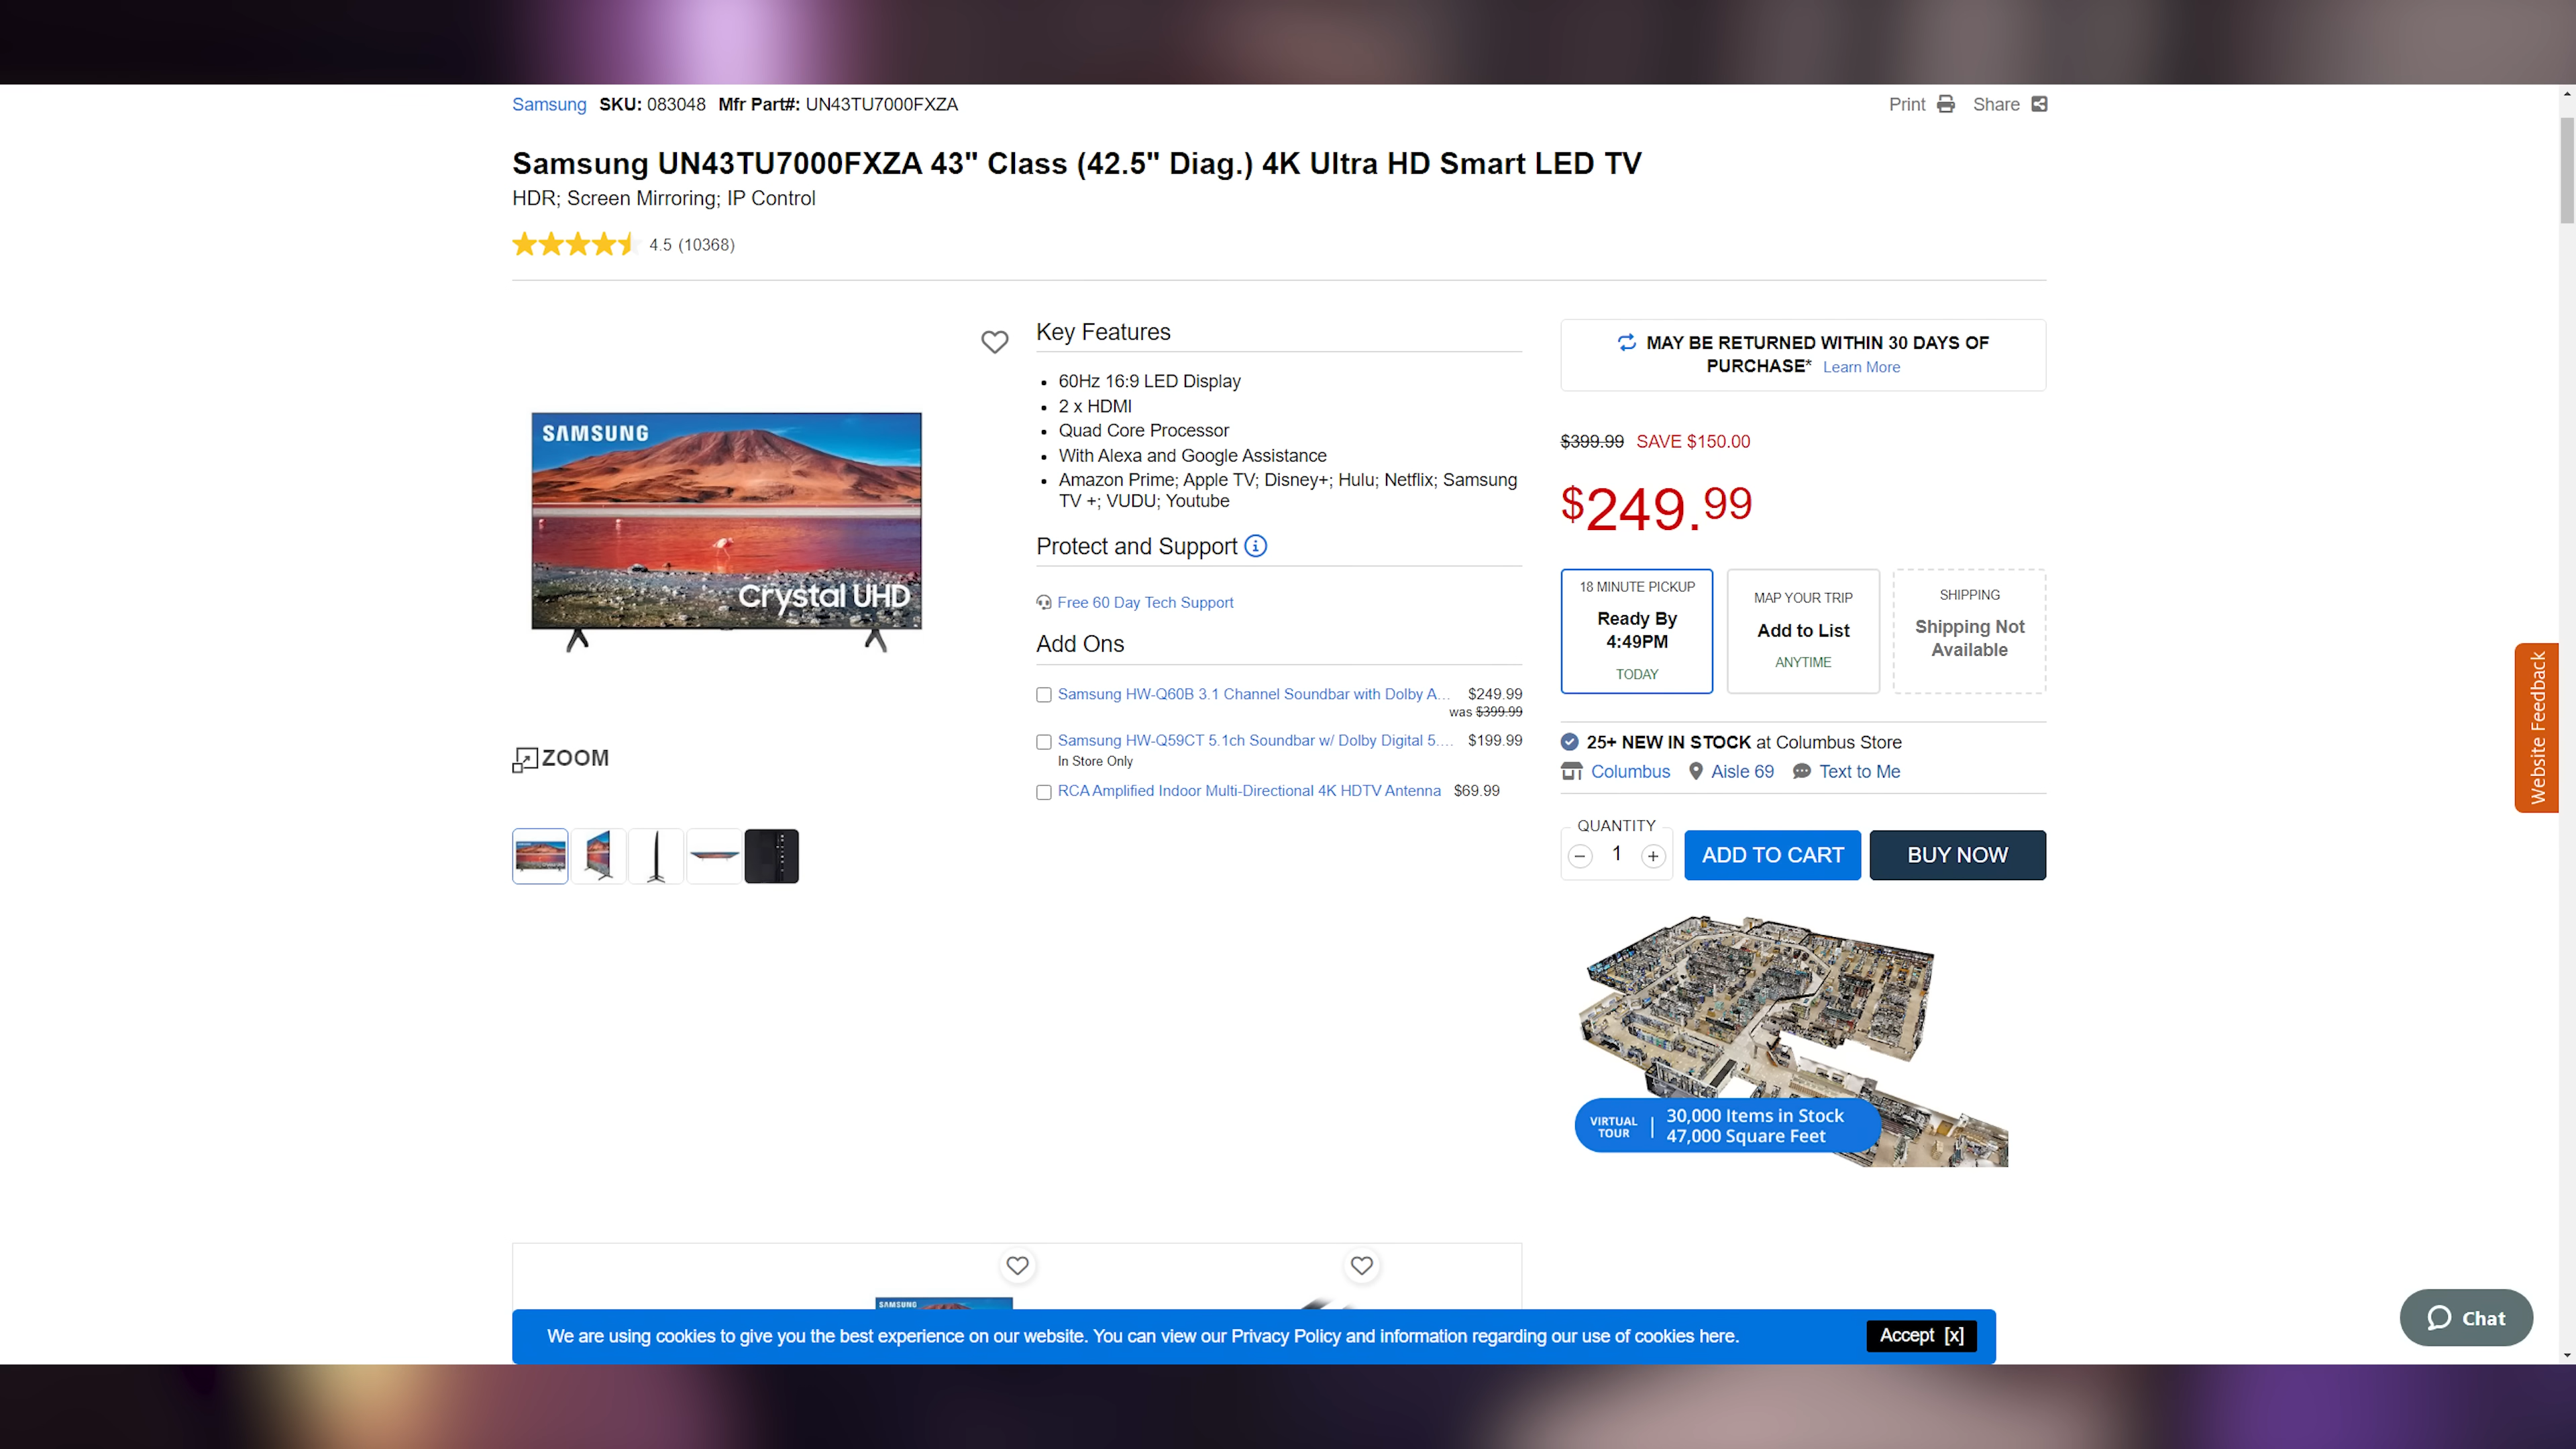 Samsung SKU: 083048 Mfr Part#: UN43TU7000FXZA
Print Share
Samsung UN43TU7000FXZA 43" Class (42.5" Diag.) 4K Ultra HD Smart LED TV
HDR; Screen Mirroring; IP Control
4.5 (10368)
SAMSUNG
Crystal UHD
ZOOM
Key Features
60Hz 16:9 LED Display
2 x HDMI
Quad Core Processor
With Alexa and Google Assistance
Amazon Prime; Apple TV; Disney+; Hulu; Netflix; Samsung
TV +; VUDU; Youtube
Protect and Support
Free 60 Day Tech Support
Add Ons
Samsung HW-Q60B 3.1 Channel Soundbar with Dolby A... $249.99
was $399.99
Samsung HW-Q59CT 5.1ch Soundbar w/ Dolby Digital 5.... $199.99
In Store Only
RCA Amplified Indoor Multi-Directional 4K HDTV Antenna $69.99
MAY BE RETURNED WITHIN 30 DAYS OF
PURCHASE* Learn More
$399.99 SAVE $150.00
$249.99
18 MINUTE PICKUP
Ready By
4:49PM
TODAY
MAP YOUR TRIP
Add to List
ANYTIME
SHIPPING
Shipping Not
Available
25+ NEW IN STOCK at Columbus Store
Columbus Aisle 69 Text to Me
QUANTITY
1
ADD TO CART
BUY NOW
VIRTUAL
TOUR
30,000 Items in Stock
47,000 Square Feet
Website Feedback
SAMSUNG
We are using cookies to give you the best experience on our website. You can view our Privacy Policy and information regarding our use of cookies here.
Accept [x]
Chat